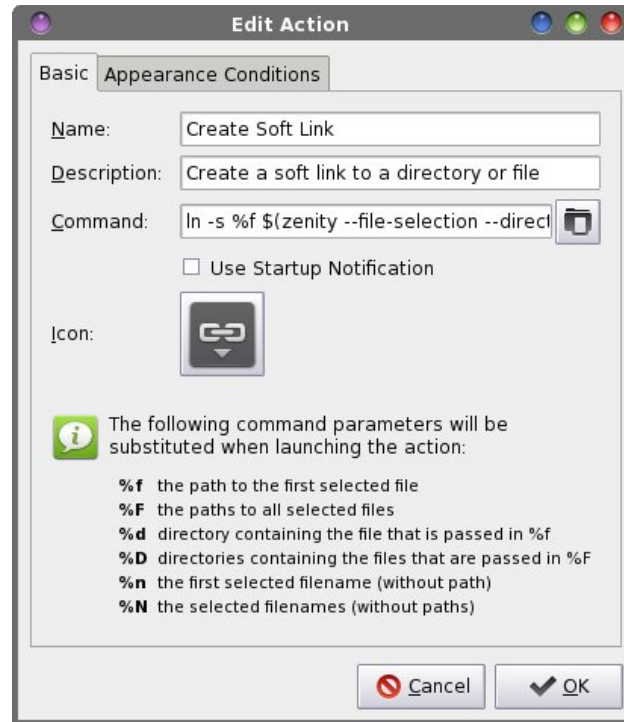 Edit Action
Basic
Appearance Conditions
Name:
Create Soft Link
Description:
Create a soft link to a directory or file
Command:
ln -s %f $(zenity --file-selection --direct
Use Startup Notification
Icon:
The following command parameters will be
substituted when launching the action:
%f the path to the first selected file
%F the paths to all selected files
%d directory containing the file that is passed in %f
%D directories containing the files that are passed in %F
%n the first selected filename (without path)
%N the selected filenames (without paths)
Cancel
OK